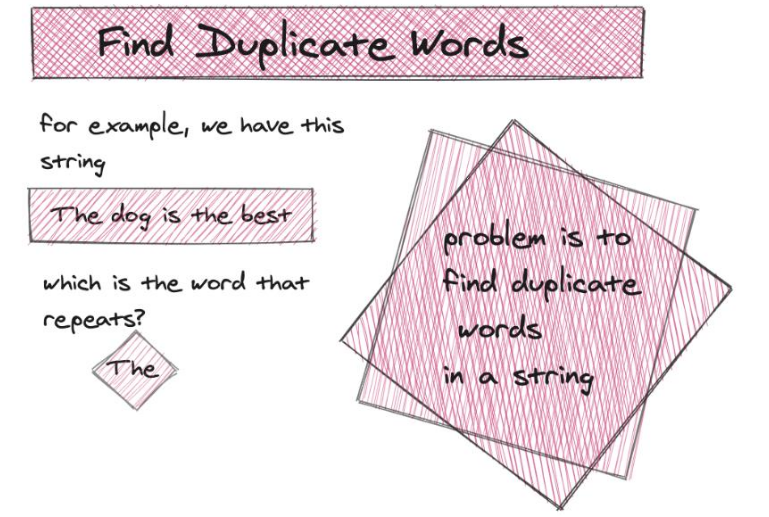 Find Duplicate Words
for example, we have this
string
The dog is the best
which is the word that
repeats?
The
problem is to
find duplicate
words
in a string